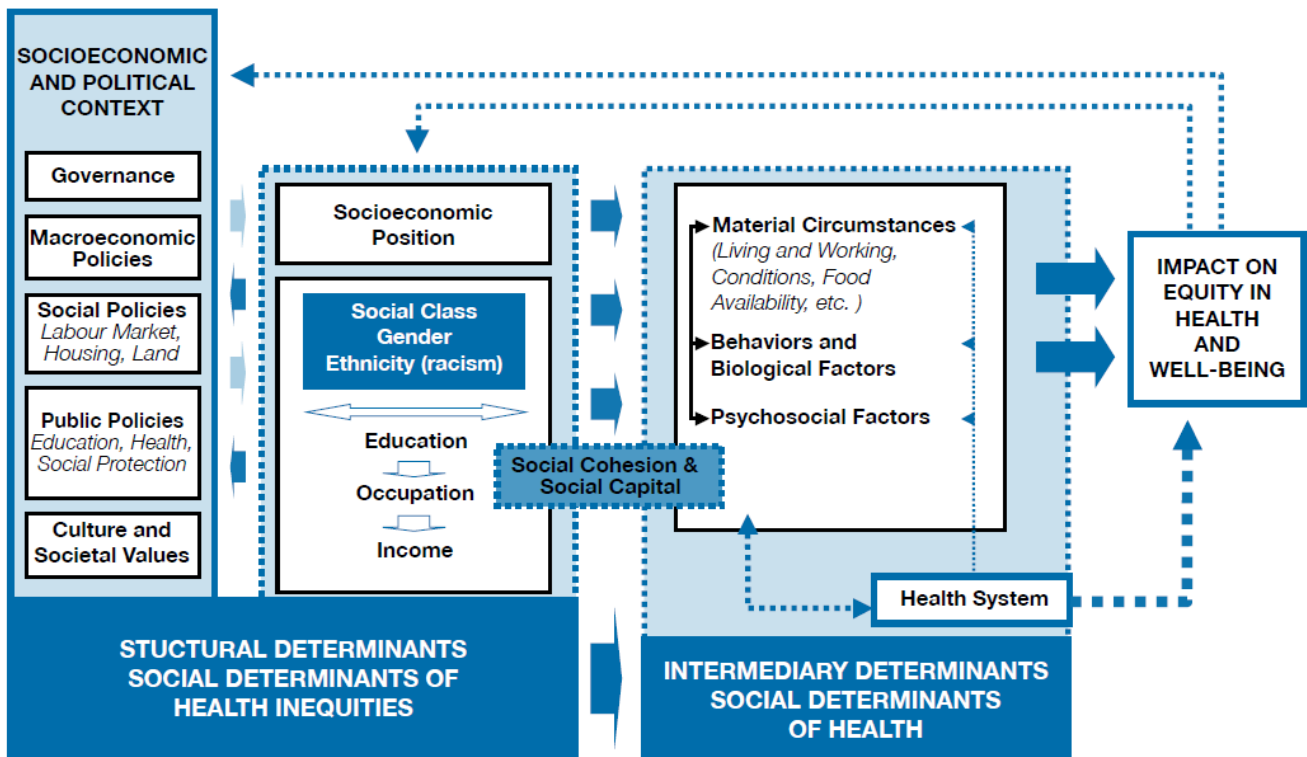 SOCIOECONOMIC
AND POLITICAL
CONTEXT
Governance
Macroeconomic
Policies
Social Policies
Labour Market,
Housing, Land
Public Policies
Education, Health,
Social Protection
Culture and
Societal Values
Socioeconomic
Position
Social Class
Gender
Ethnicity (racism)
Education
Occupation
Income
Social Cohesion &
Social Capital
Material Circumstances
(Living and Working,
Conditions, Food
Availability, etc. )
Behaviors and
Biological Factors
Psychosocial Factors
Health System
IMPACT ON
EQUITY IN
HEALTH
AND
WELL-BEING
STUCTURAL DETERMINANTS
SOCIAL DETERMINANTS OF
HEALTH INEQUITIES
INTERMEDIARY DETERMINANTS
SOCIAL DETERMINANTS
OF HEALTH